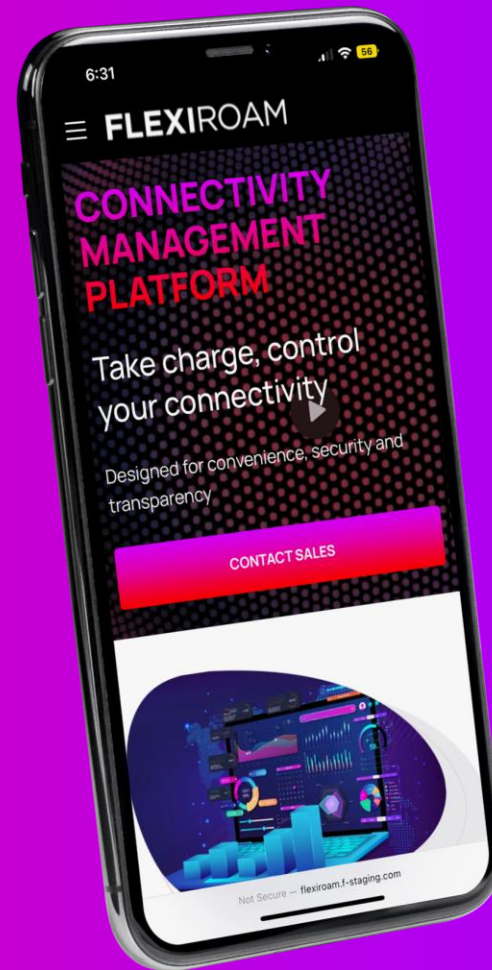 6:31
56
FLEXIROAM
CONNECTIVITY
MANAGEMENT
PLATFORM
Take charge, control
your connectivity
Designed for convenience, security and
transparency
CONTACT SALES
Not Secure — flexiroam.f-staging.com